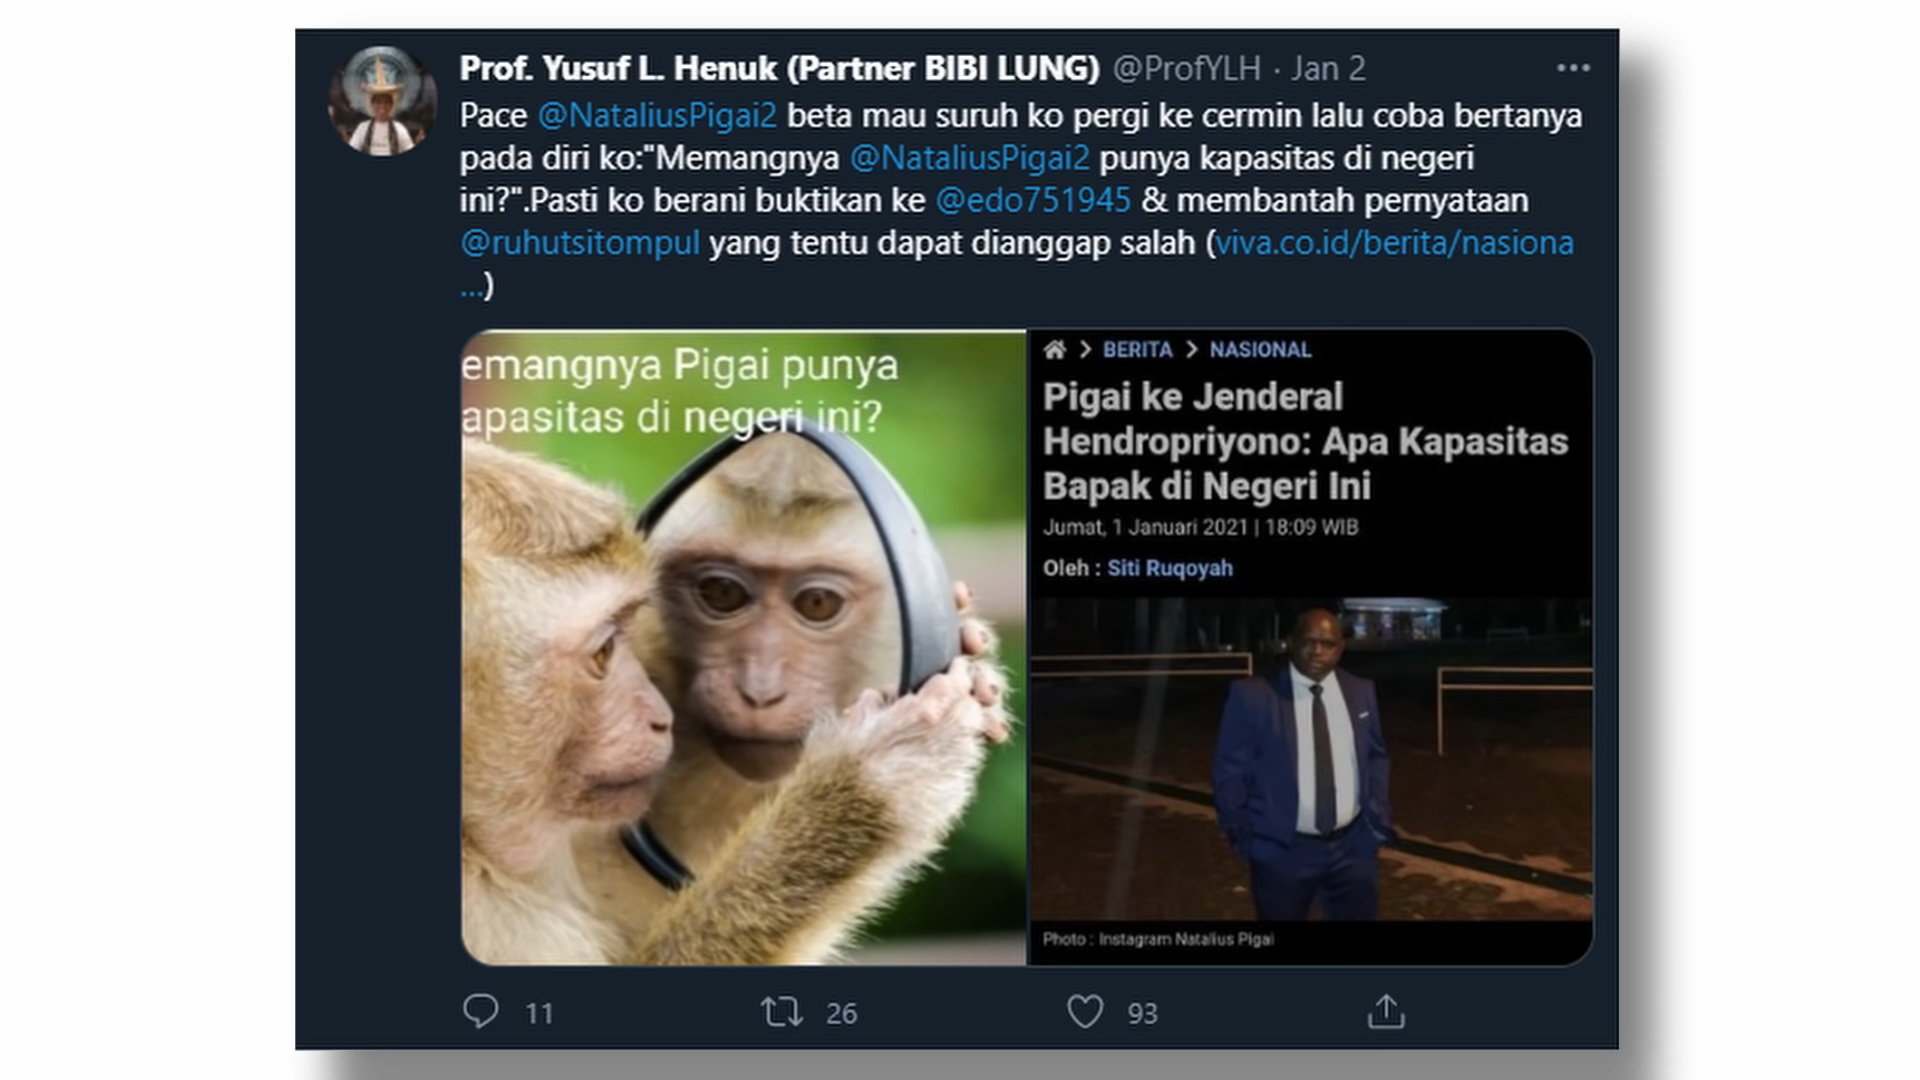 Prof. Yusuf L. Henuk (Partner BIBI LUNG) @ProfYLH · Jan 2
Pace @NataliusPigai2 beta mau suruh ko pergi ke cermin lalu coba bertanya
pada diri ko:"Memangnya @NataliusPigai2 punya kapasitas di negeri
ini?".Pasti ko berani buktikan ke @edo751945 & membantah pernyataan
@ruhutsitompul yang tentu dapat dianggap salah (viva.co.id/berita/nasiona
...)
emangnya Pigai punya
apasitas di negeri ini?
BERITA > NASIONAL
Pigai ke Jenderal
Hendropriyono: Apa Kapasitas
Bapak di Negeri Ini
Jumat, 1 Januari 2021 | 18:09 WIB
Oleh : Siti Ruqoyah
Photo : Instagram Natalius Pigai
11 26 93